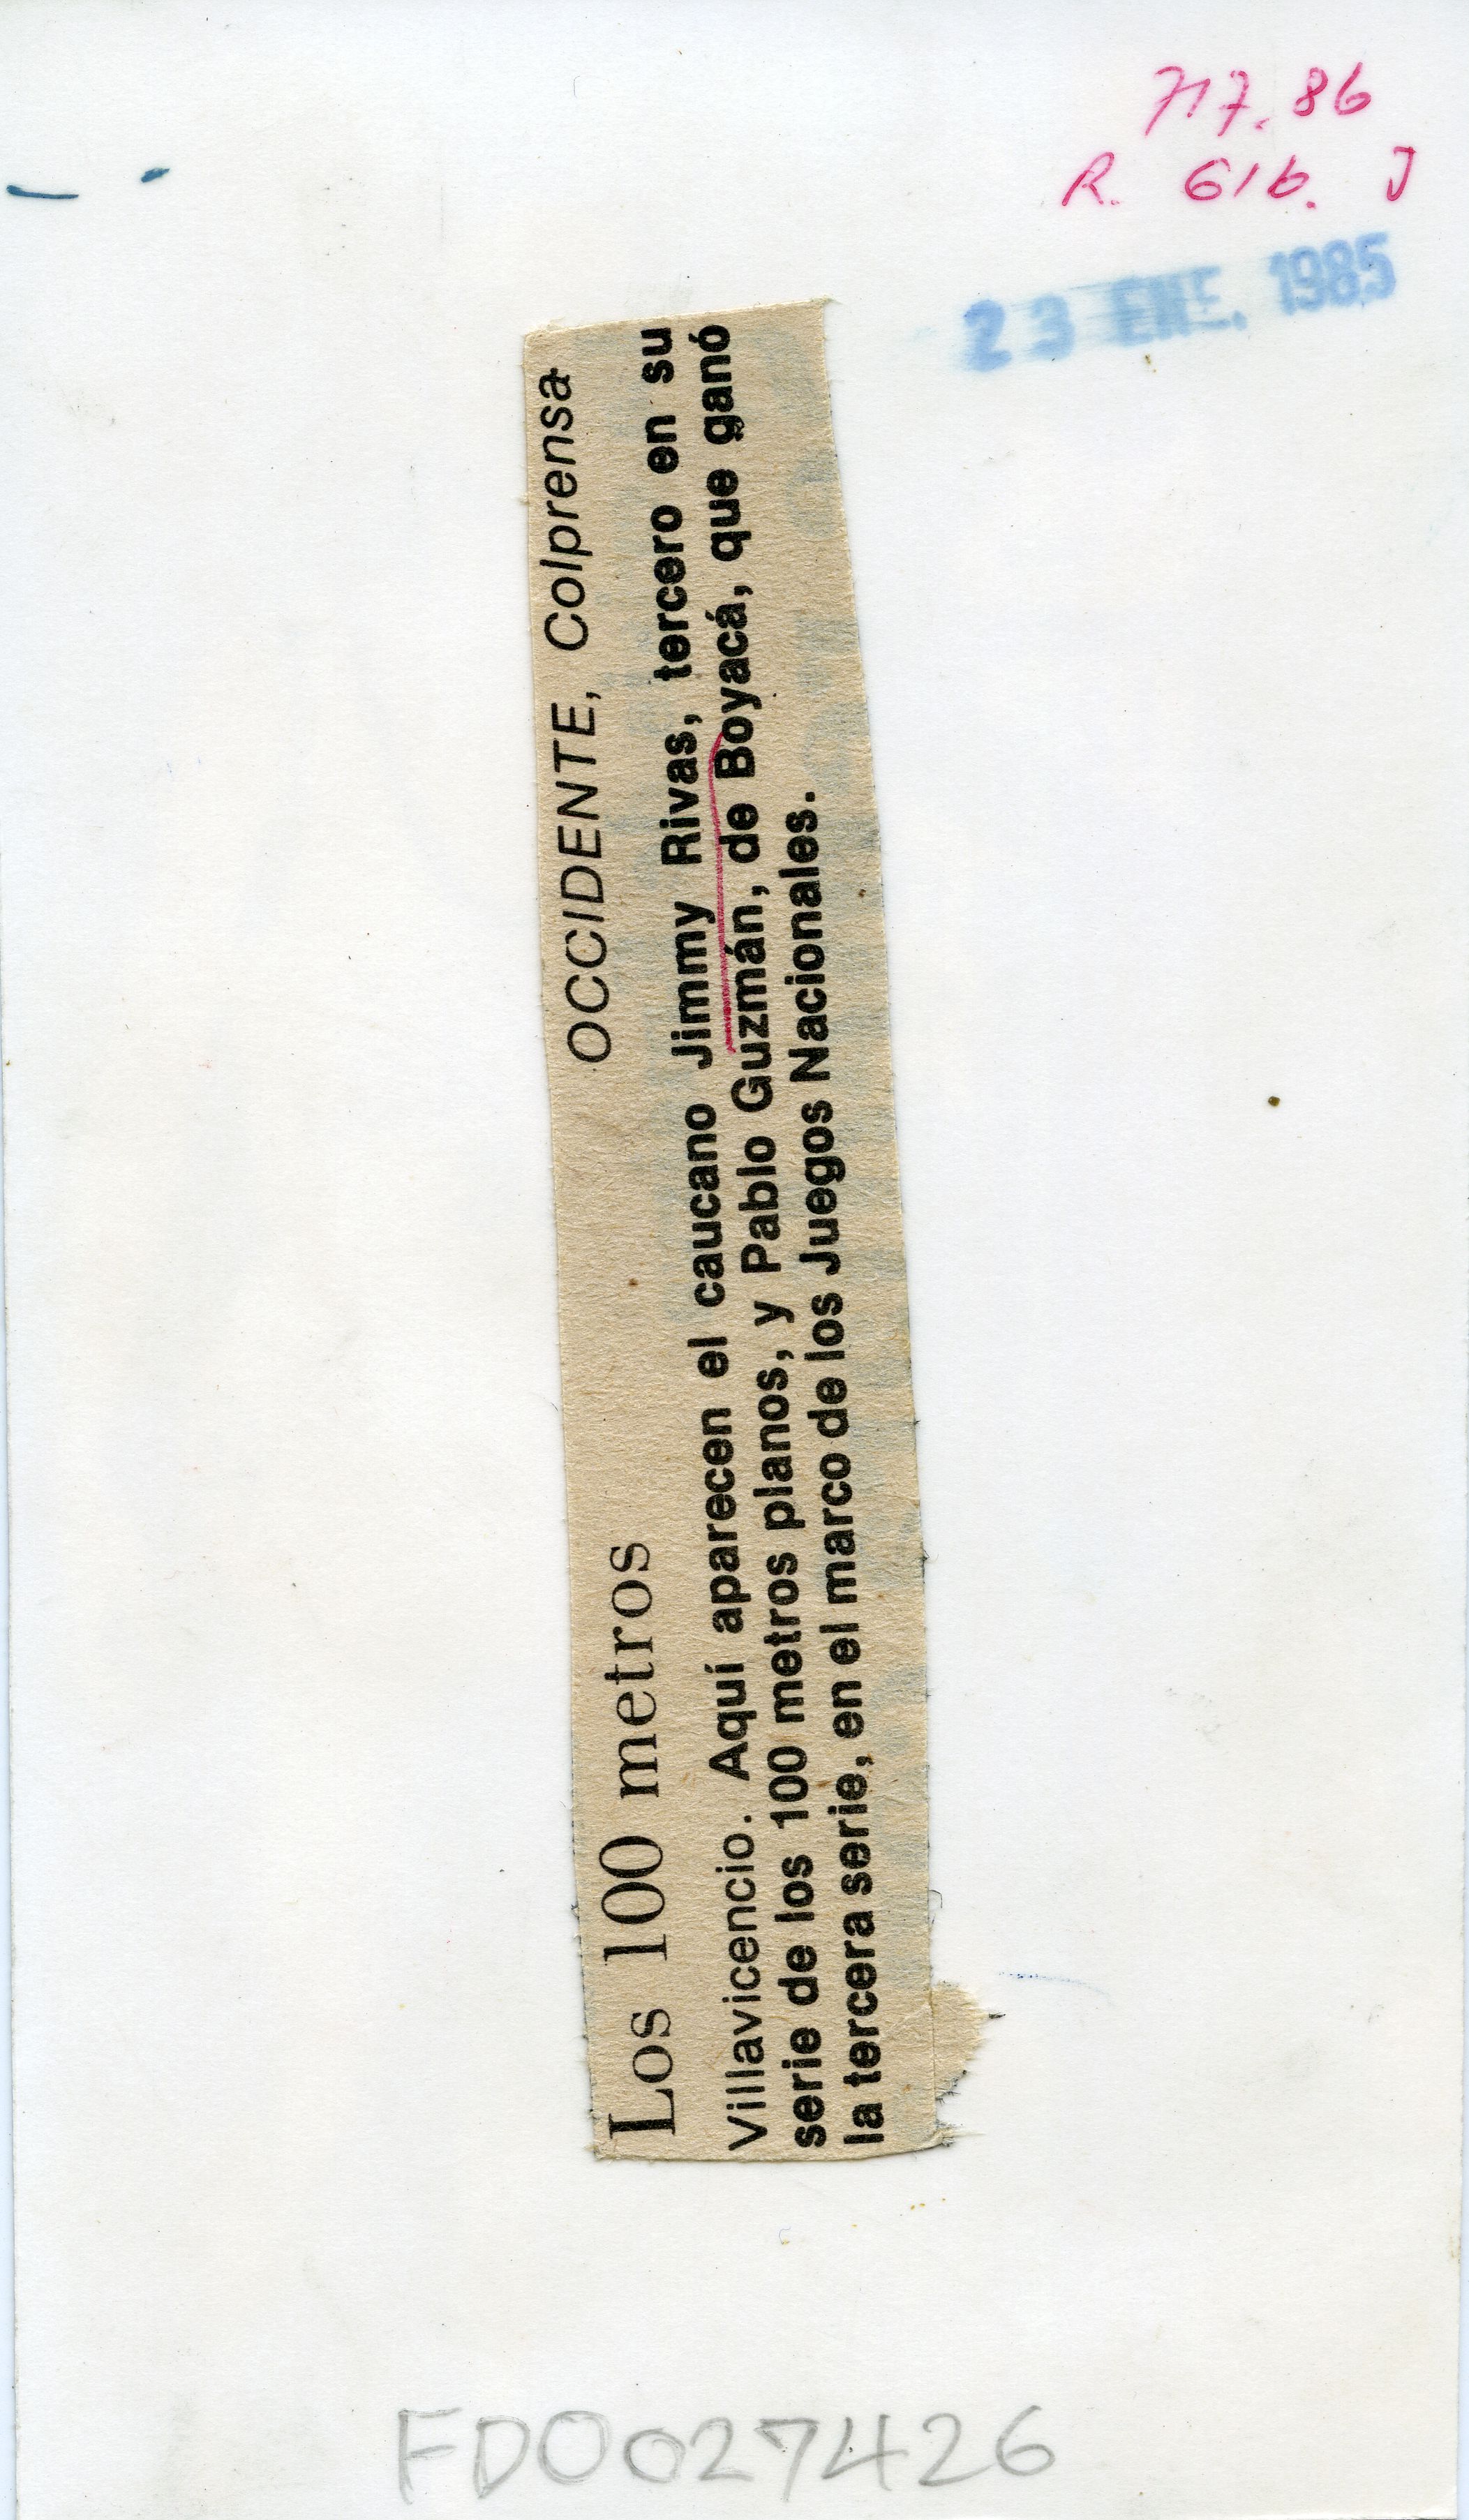 717.86
R. 616. J
23 ENE. 1985
Los 100 metros
OCCIDENTE, Colprensa
Villavicencio. Aquí aparecen el caucano Jimmy Rivas, tercero en su
serie de los 100 metros planos, y Pablo Guzmán, de Boyacá, que ganó
la tercera serie, en el marco de los Juegos Nacionales.
FD0027426